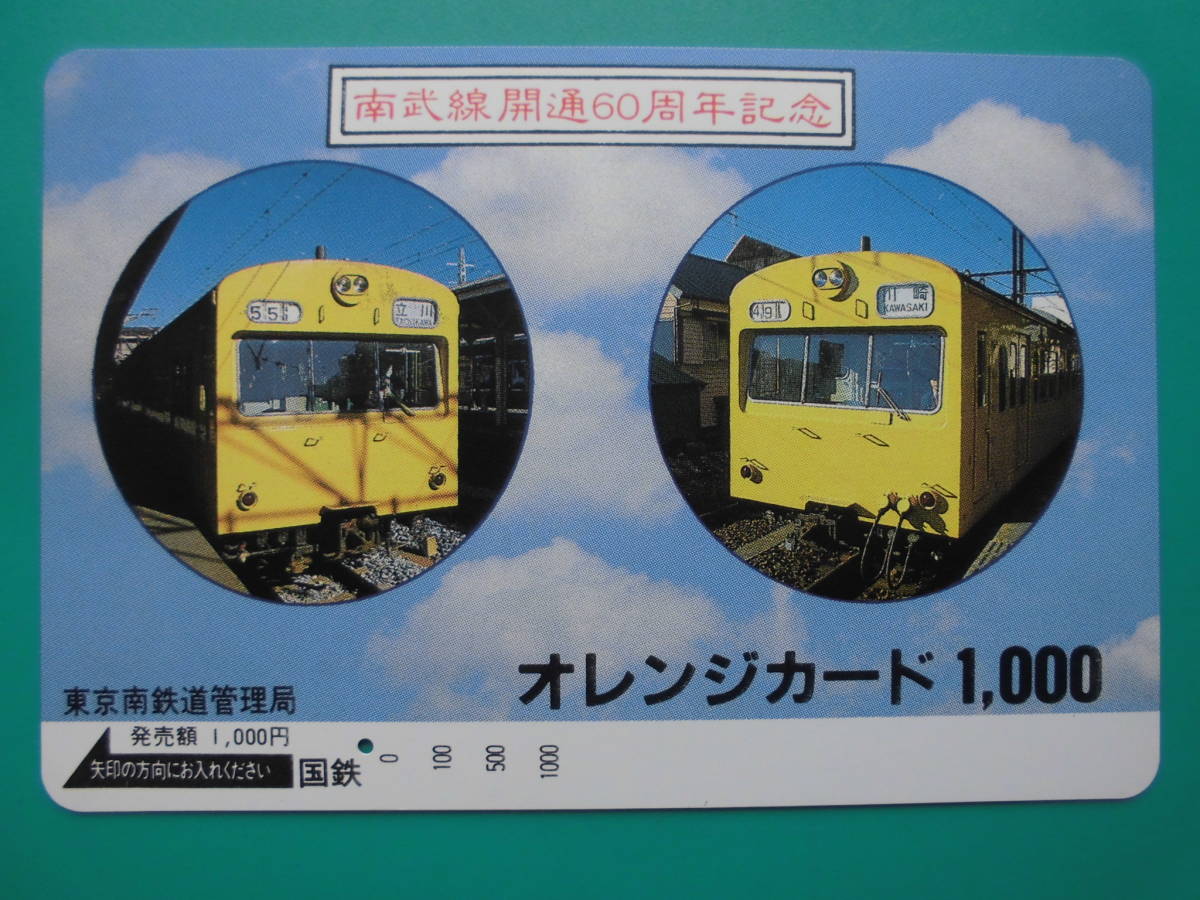 南武線開通60周年記念
55
立川
TACHIKAWA
49
川崎
KAWASAKI
オレンジカード 1,000
東京南鉄道管理局
発売額 1,000円
矢印の方向にお入れください
国鉄
0
100
500
1000